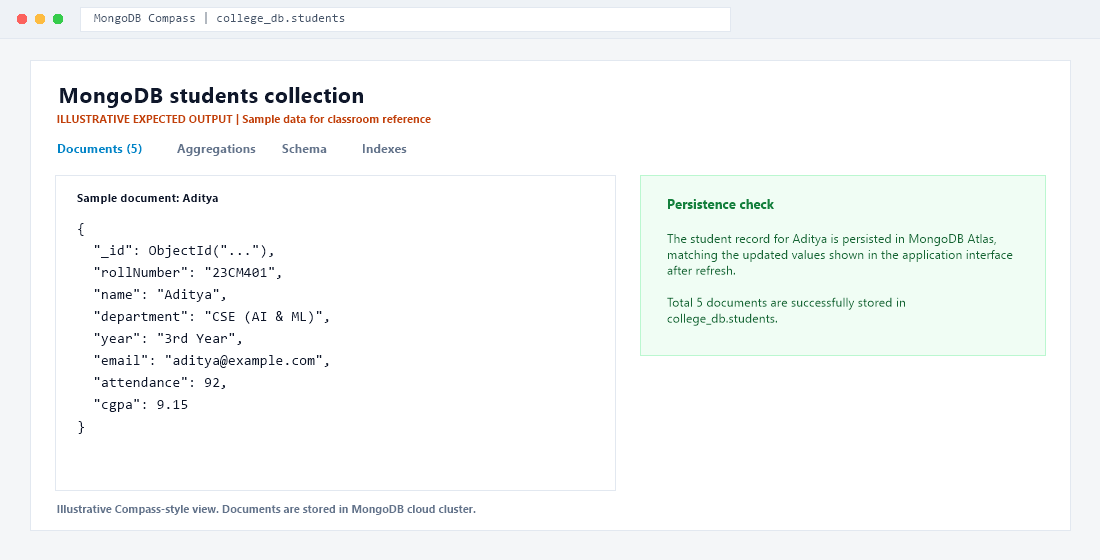 MongoDB Compass | college_db.students
MongoDB students collection
ILLUSTRATIVE EXPECTED OUTPUT | Sample data for classroom reference
Documents (5) Aggregations Schema Indexes
Sample document: Aditya
{
"_id": ObjectId("..."),
"rollNumber": "23CM401",
"name": "Aditya",
"department": "CSE (AI & ML)",
"year": "3rd Year",
"email": "aditya@example.com",
"attendance": 92,
"cgpa": 9.15
}
Persistence check
The student record for Aditya is persisted in MongoDB Atlas,
matching the updated values shown in the application interface
after refresh.
Total 5 documents are successfully stored in
college_db.students.
Illustrative Compass-style view. Documents are stored in MongoDB cloud cluster.